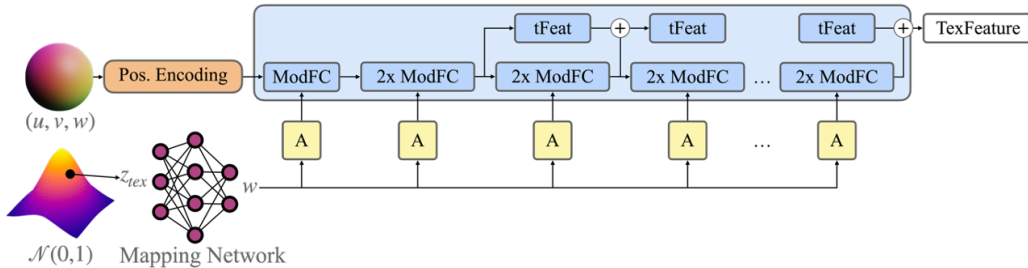 tFeat + tFeat tFeat + TexFeature
Pos. Encoding ModFC 2x ModFC 2x ModFC 2x ModFC ... 2x ModFC
(u, v, w)
A A A A ... A
z_tex w
𝒩(0,1) Mapping Network